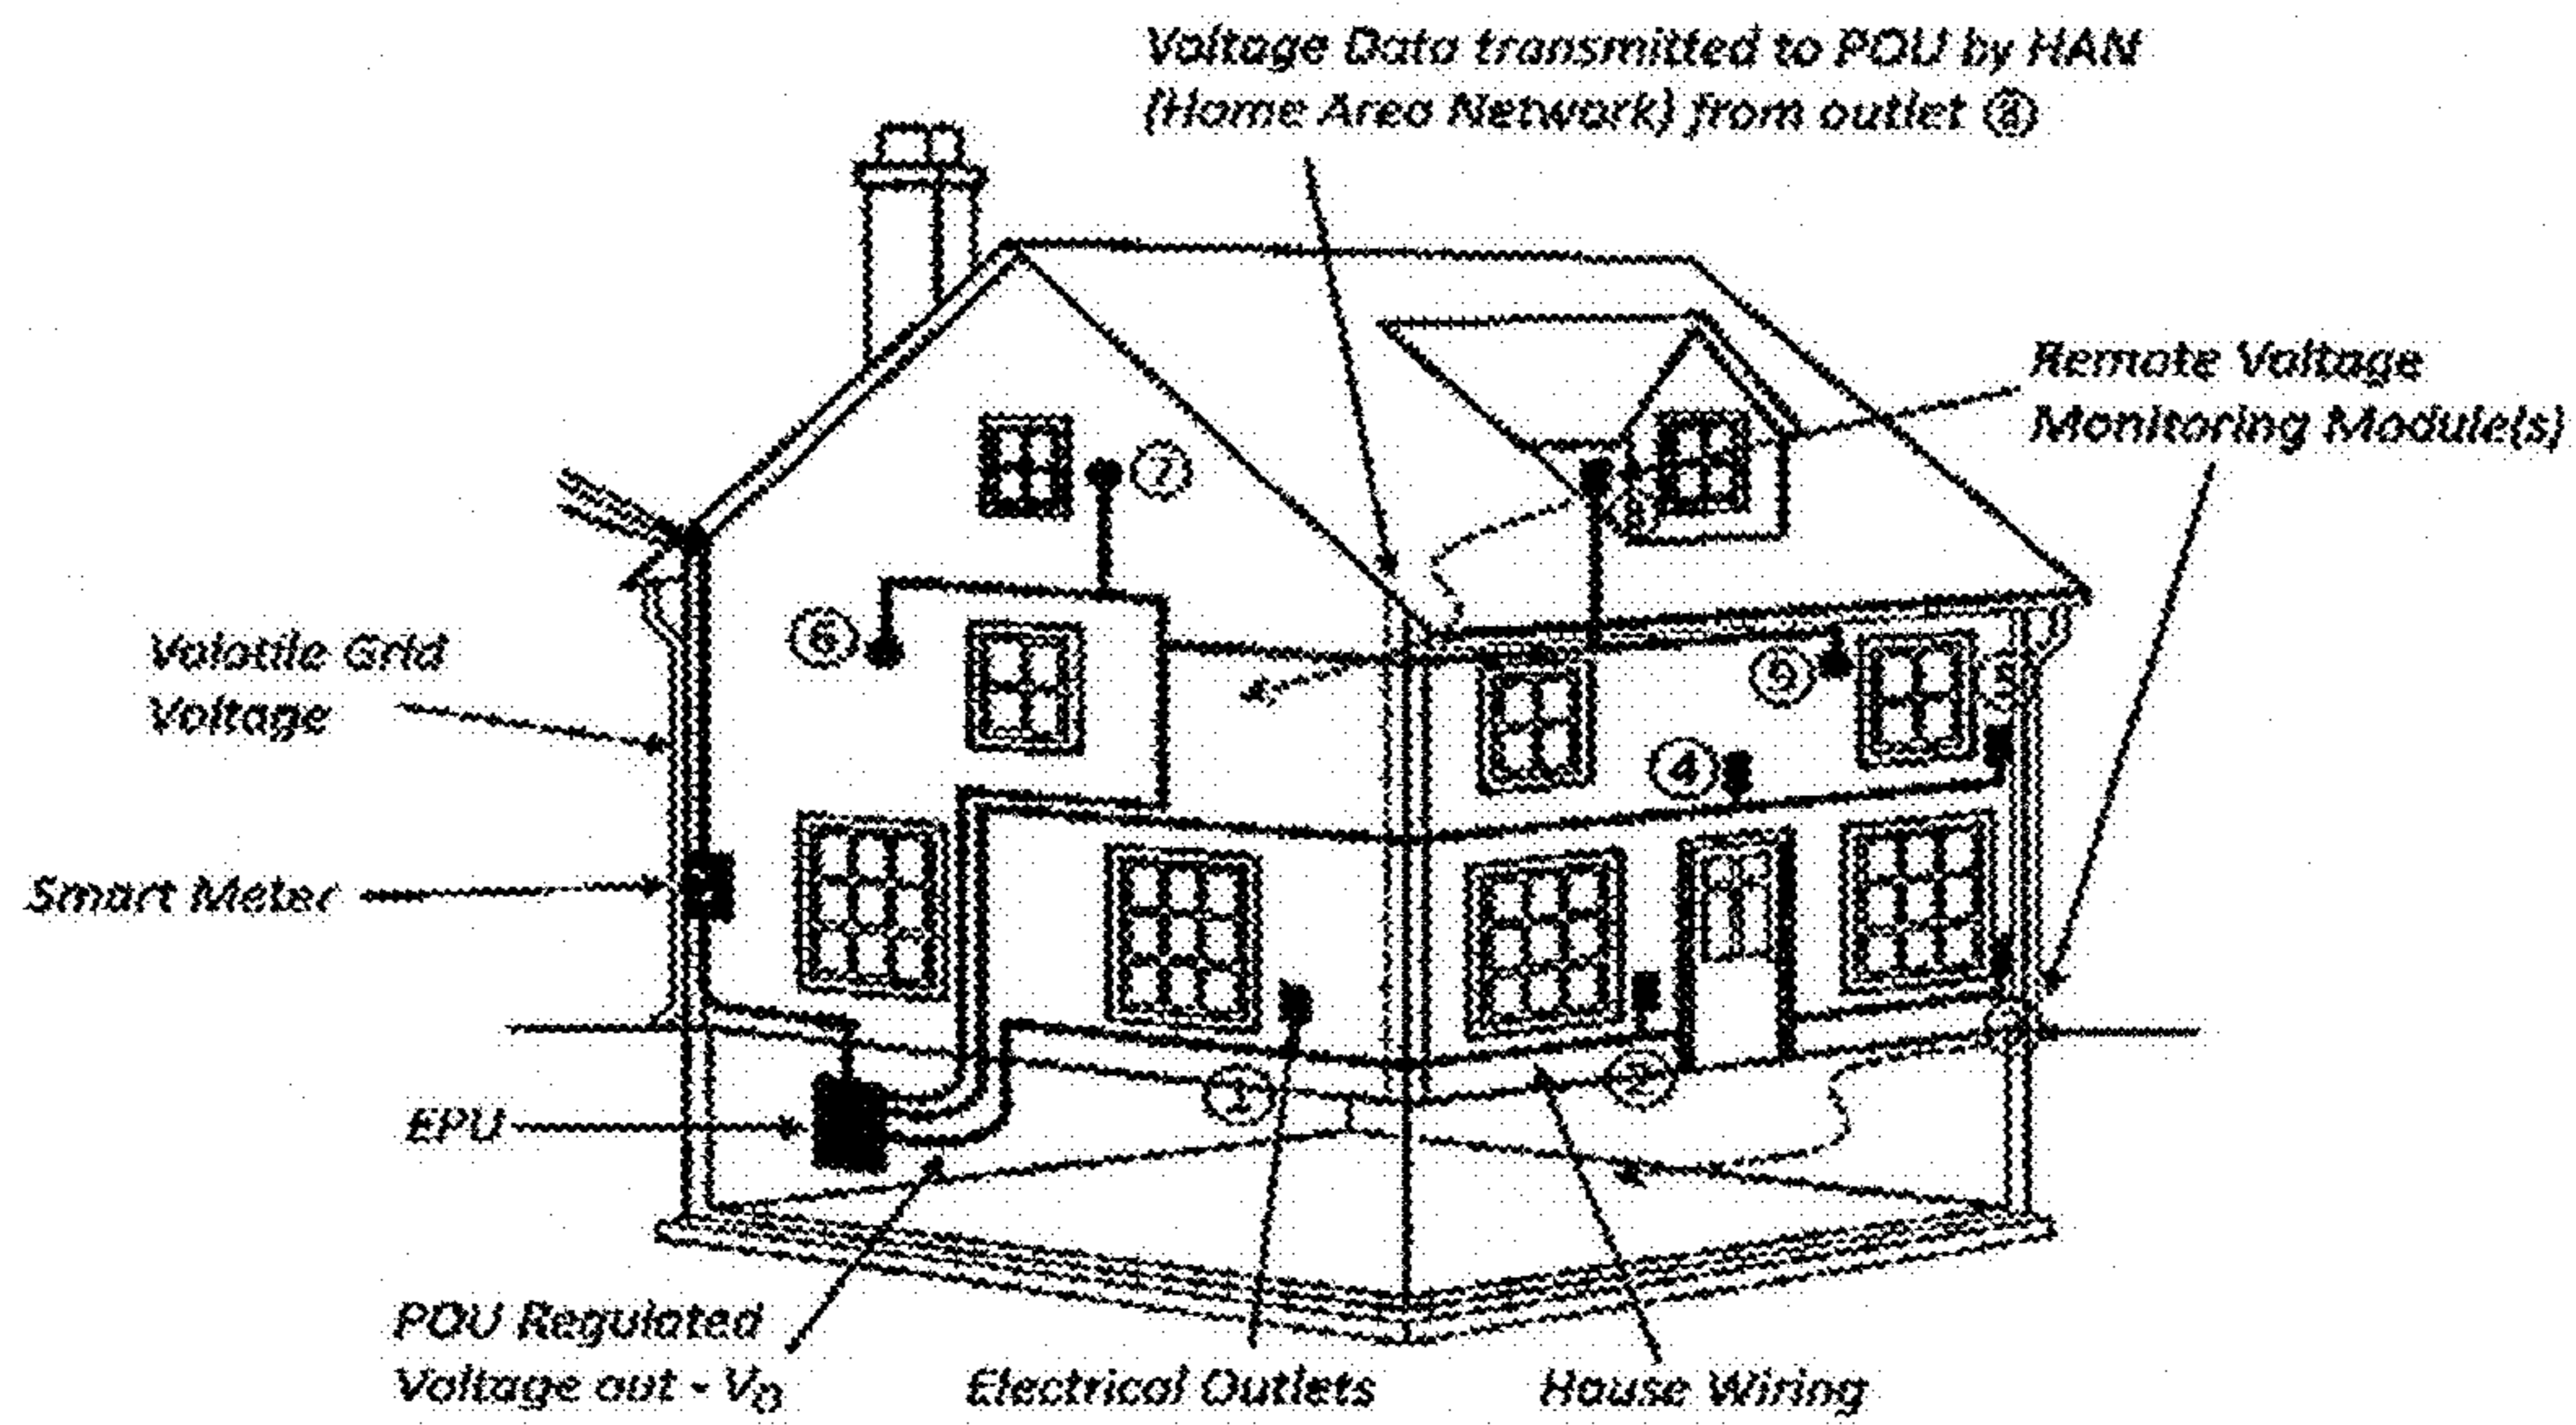 Voltage Data transmitted to POU by HAN
(Home Area Network) from outlet ⑧
Remote Voltage
Monitoring Module(s)
⑦
⑥
Volatile Grid
Voltage
⑨
④
Smart Meter
①
②
EPU
POU Regulated
Voltage out - V₀
Electrical Outlets
House Wiring